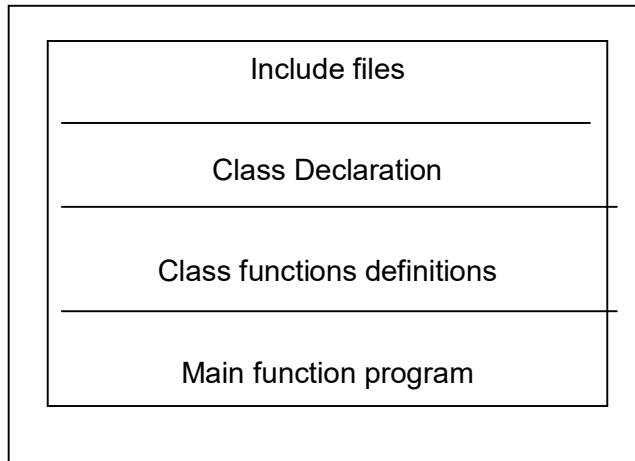 Include files
Class Declaration
Class functions definitions
Main function program